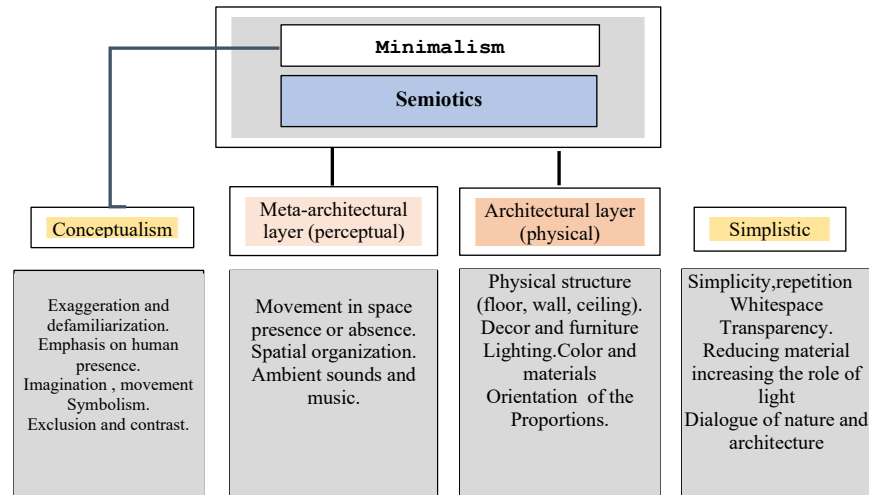 Minimalism
Semiotics
Conceptualism
Meta-architectural
layer (perceptual)
Architectural layer
(physical)
Simplistic
Exaggeration and
defamiliarization.
Emphasis on human
presence.
Imagination , movement
Symbolism.
Exclusion and contrast.
Movement in space
presence or absence.
Spatial organization.
Ambient sounds and
music.
Physical structure
(floor, wall, ceiling).
Decor and furniture
Lighting.Color and
materials
Orientation of the
Proportions.
Simplicity,repetition
Whitespace
Transparency.
Reducing material
increasing the role of
light
Dialogue of nature and
architecture